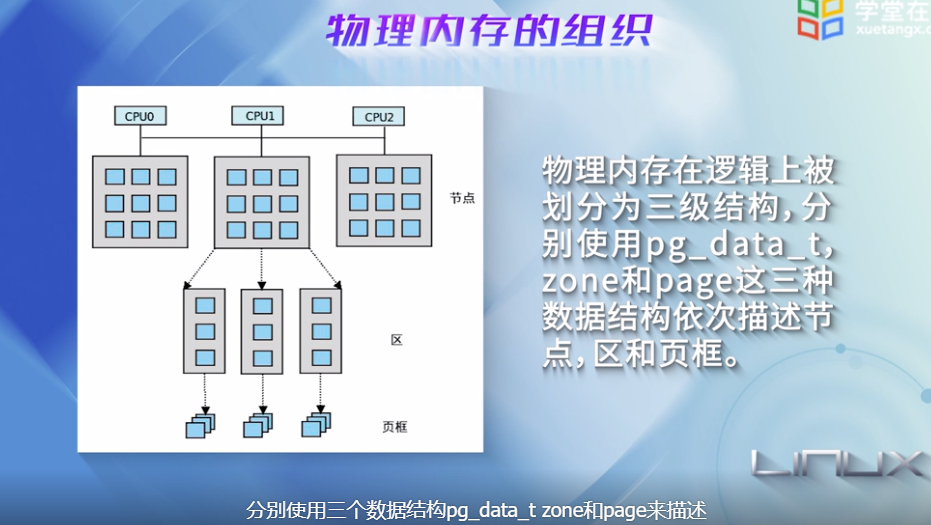 物理内存的组织
学堂在
xuetangx.c
CPU0
CPU1
CPU2
节点
区
页框
物理内存在逻辑上被
划分为三级结构，分
别使用pg_data_t，
zone和page这三种
数据结构依次描述节
点，区和页框。
LINUX
分别使用三个数据结构pg_data_t zone和page来描述